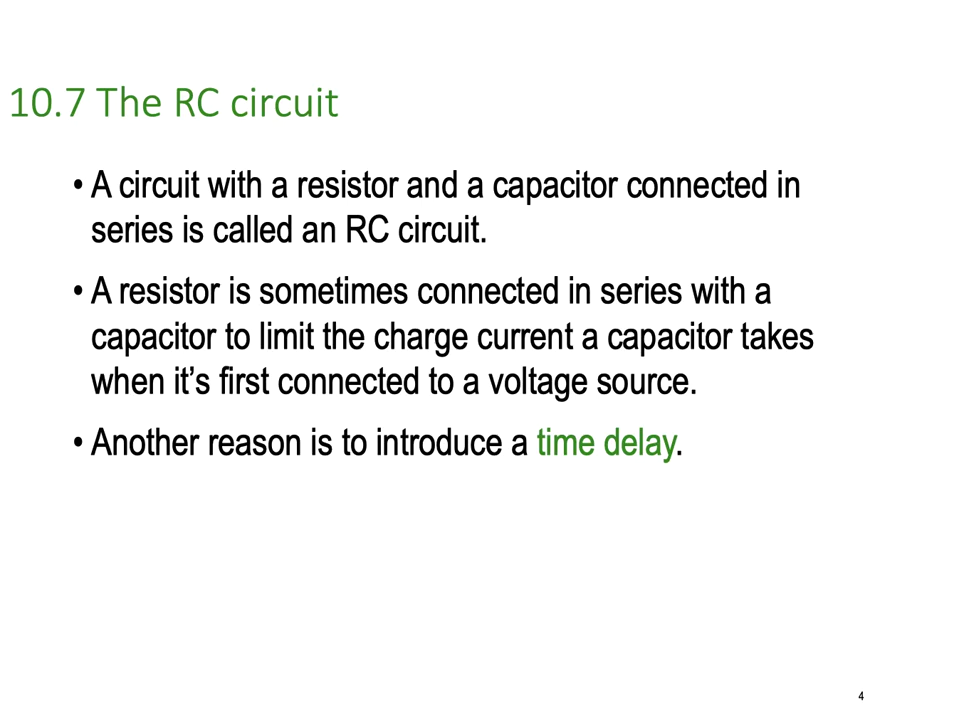 10.7 The RC circuit
• A circuit with a resistor and a capacitor connected in
series is called an RC circuit.
• A resistor is sometimes connected in series with a
capacitor to limit the charge current a capacitor takes
when it’s first connected to a voltage source.
• Another reason is to introduce a time delay.
4